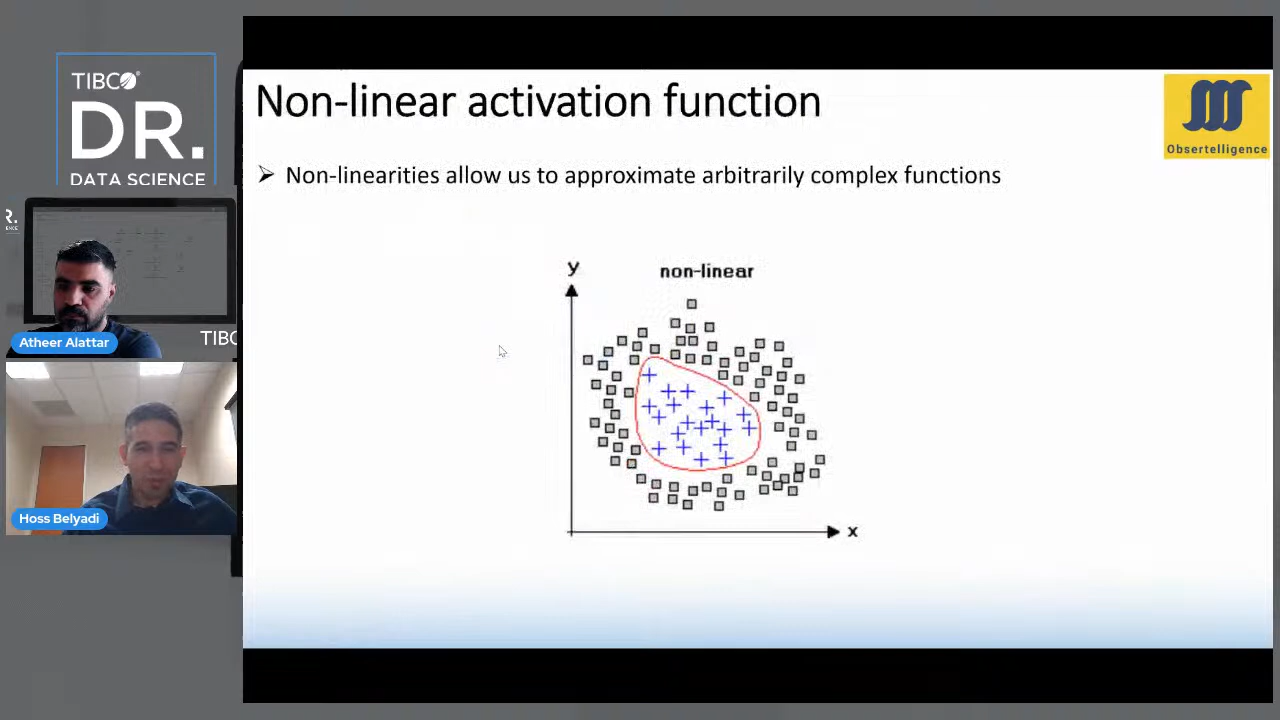 TIBCO®
DR.
DATA SCIENCE
Non-linear activation function
Obsertelligence
➢ Non-linearities allow us to approximate arbitrarily complex functions
y
non-linear
x
R.
TIBC
Atheer Alattar
Hoss Belyadi